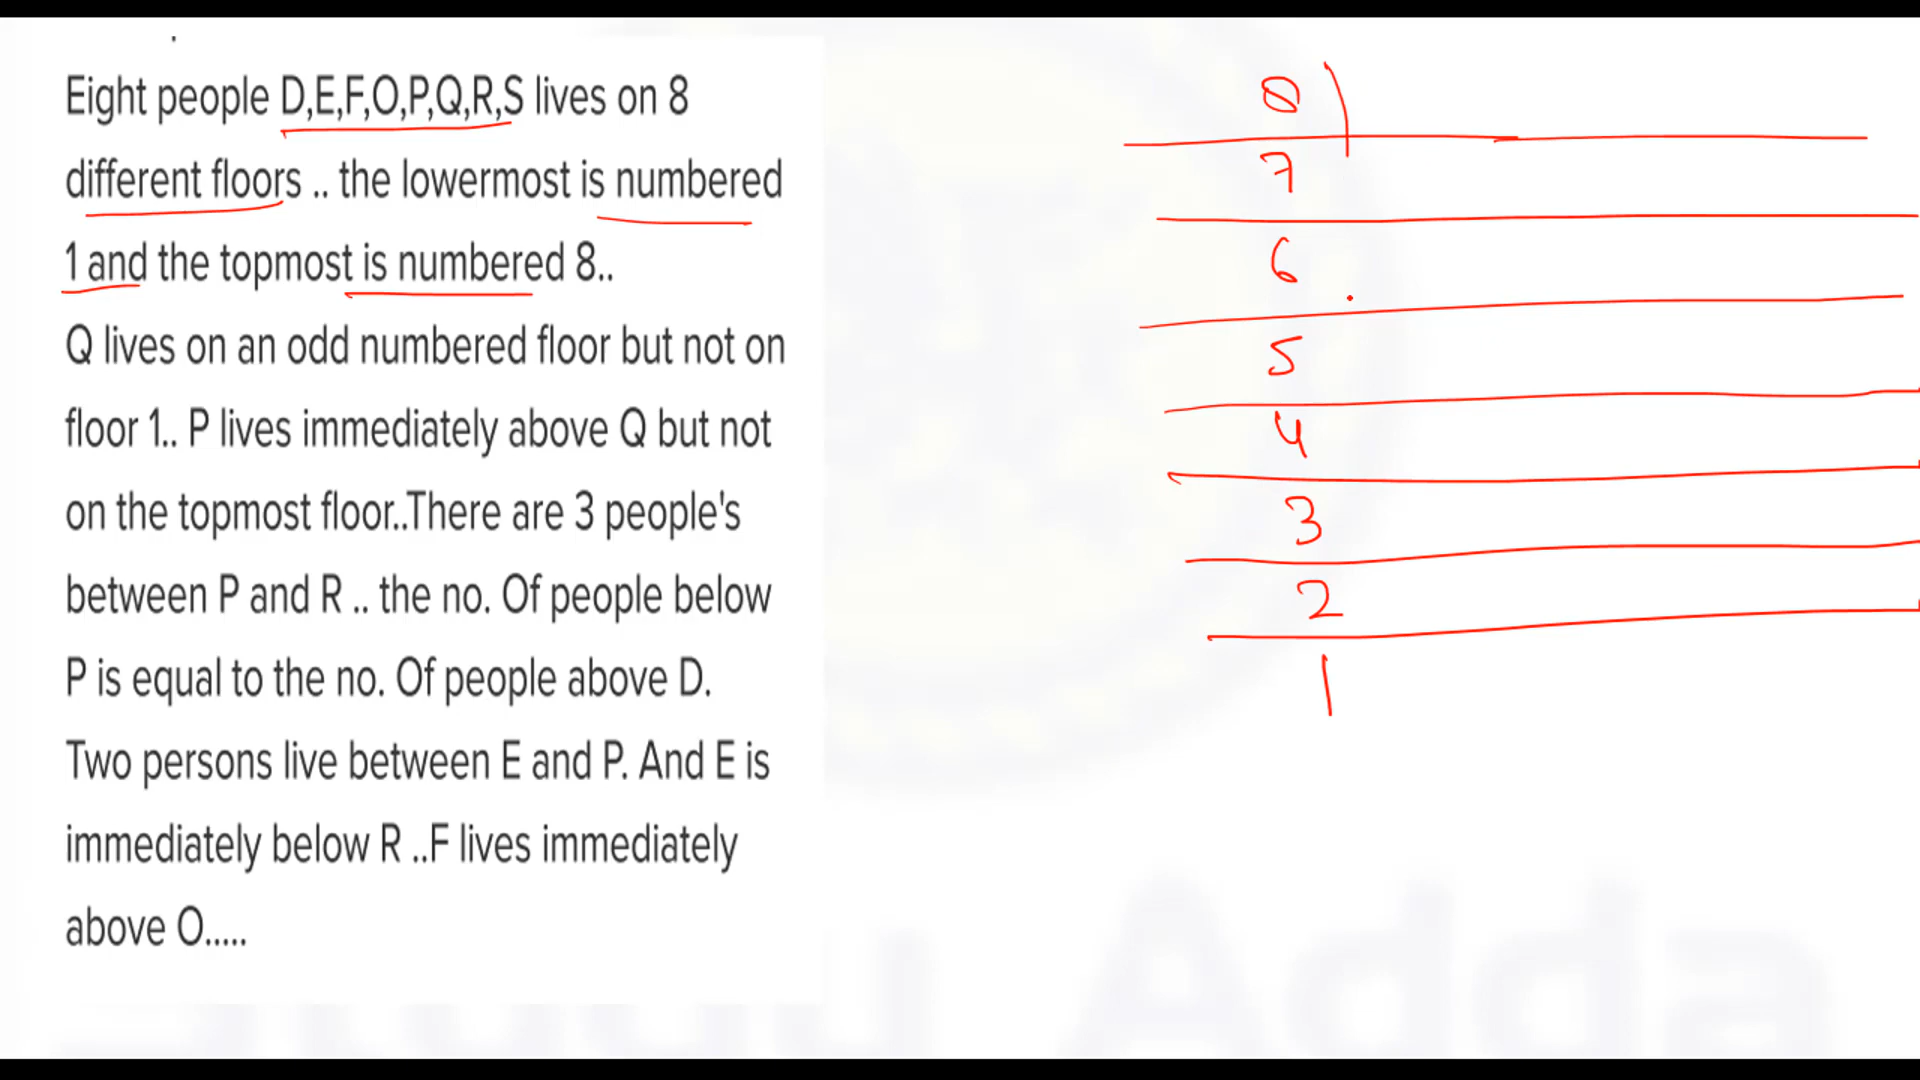 Eight people D,E,F,O,P,Q,R,S lives on 8
different floors .. the lowermost is numbered
1 and the topmost is numbered 8..
Q lives on an odd numbered floor but not on
floor 1.. P lives immediately above Q but not
on the topmost floor..There are 3 people's
between P and R .. the no. Of people below
P is equal to the no. Of people above D.
Two persons live between E and P. And E is
immediately below R ..F lives immediately
above O.....
8
7
6
5
4
3
2
1
Adda